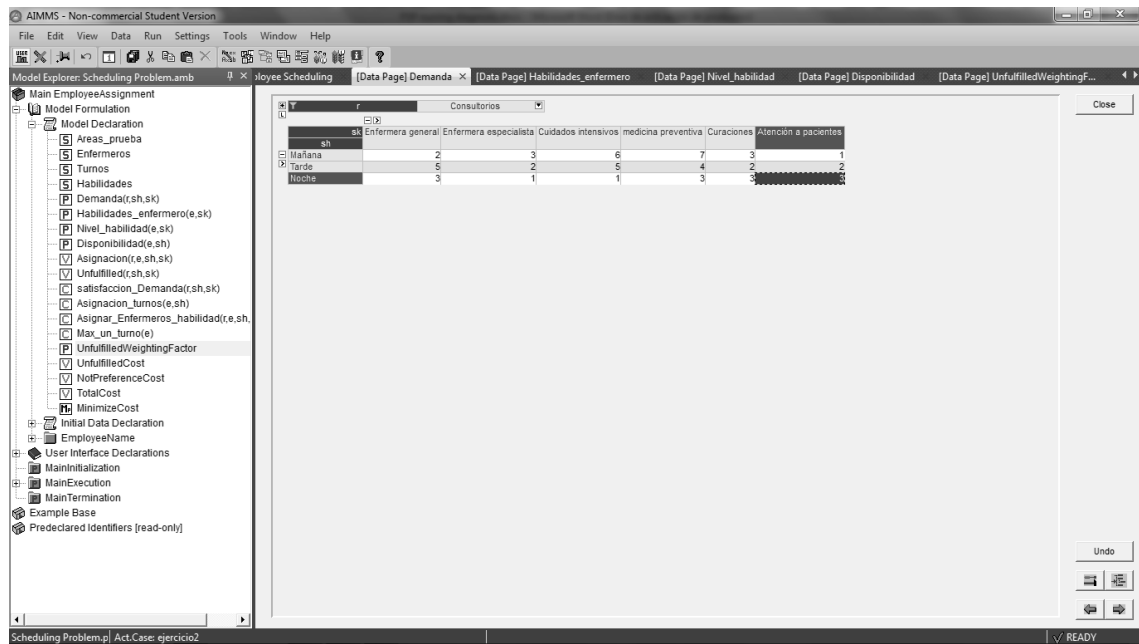 AIMMS - Non-commercial Student Version
File Edit View Data Run Settings Tools Window Help
Model Explorer: Scheduling Problem.amb
oloyee Scheduling [Data Page] Demanda [Data Page] Habilidades_enfermero [Data Page] Nivel_habilidad [Data Page] Disponibilidad [Data Page] UnfulfilledWeightingF...
Main EmployeeAssignment
Model Formulation
Model Declaration
S Areas_prueba
S Enfermeros
S Turnos
S Habilidades
P Demanda(r,sh,sk)
P Habilidades_enfermero(e,sk)
P Nivel_habilidad(e,sk)
P Disponibilidad(e,sh)
V Asignacion(r,e,sh,sk)
V Unfulfilled(r,sh,sk)
C satisfaccion_Demanda(r,sh,sk)
C Asignacion_turnos(e,sh)
C Asignar_Enfermeros_habilidad(r,e,sh,
C Max_un_turno(e)
P UnfulfilledWeightingFactor
V UnfulfilledCost
V NotPreferenceCost
V TotalCost
MinimizeCost
Initial Data Declaration
EmployeeName
User Interface Declarations
MainInitialization
MainExecution
MainTermination
Example Base
Predeclared Identifiers [read-only]
r Consultorios
sk Enfermera general Enfermera especialista Cuidados intensivos medicina preventiva Curaciones Atención a pacientes
sh
Mañana 2 3 6 7 3 1
Tarde 5 2 5 4 2 2
Noche 3 1 1 3 3 3
Close
Undo
Scheduling Problem.p Act.Case: ejercicio2 READY